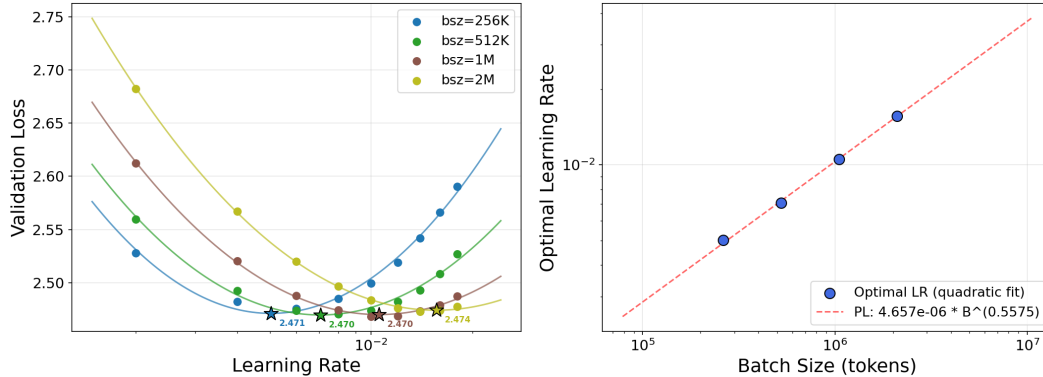 2.75
2.70
2.65
2.60
2.55
2.50
Validation Loss
bsz=256K
bsz=512K
bsz=1M
bsz=2M
2.471
2.470
2.470
2.474
10⁻²
Learning Rate
Optimal Learning Rate
10⁻²
Optimal LR (quadratic fit)
PL: 4.657e-06 * B^(0.5575)
10⁵
10⁶
10⁷
Batch Size (tokens)